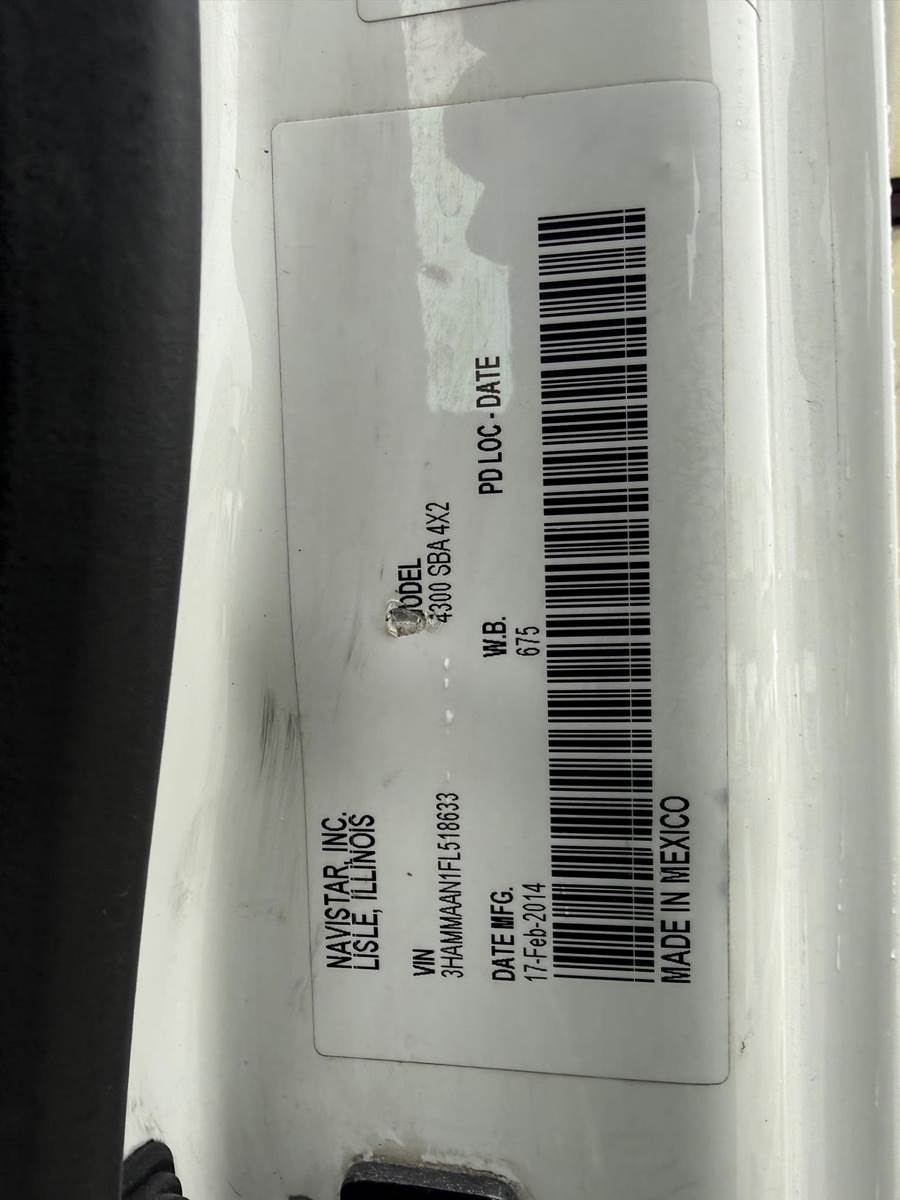 NAVISTAR, INC.
LISLE, ILLINOIS
VIN
3HAMMAAN1FL518633
MODEL
4300 SBA 4X2
DATE MFG.
17-Feb-2014
W.B.
675
PD LOC - DATE
MADE IN MEXICO